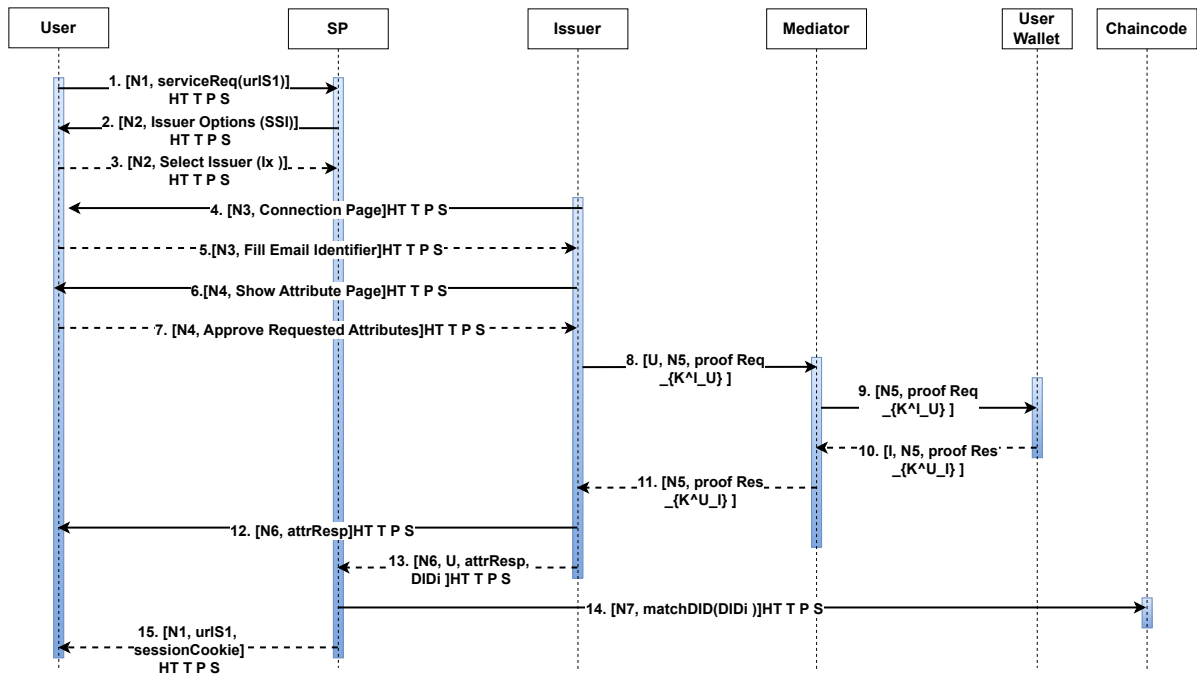 User
SP
Issuer
Mediator
User
Wallet
Chaincode
1. [N1, serviceReq(urlS1)]
HT T P S
2. [N2, Issuer Options (SSI)]
HT T P S
3. [N2, Select Issuer (Ix )]
HT T P S
4. [N3, Connection Page]HT T P S
5.[N3, Fill Email Identifier]HT T P S
6.[N4, Show Attribute Page]HT T P S
7. [N4, Approve Requested Attributes]HT T P S
8. [U, N5, proof Req
_{K^I_U} ]
9. [N5, proof Req
_{K^I_U} ]
10. [I, N5, proof Res
_{K^U_I} ]
11. [N5, proof Res
_{K^U_I} ]
12. [N6, attrResp]HT T P S
13. [N6, U, attrResp,
DIDi ]HT T P S
14. [N7, matchDID(DIDi )]HT T P S
15. [N1, urlS1,
sessionCookie]
HT T P S